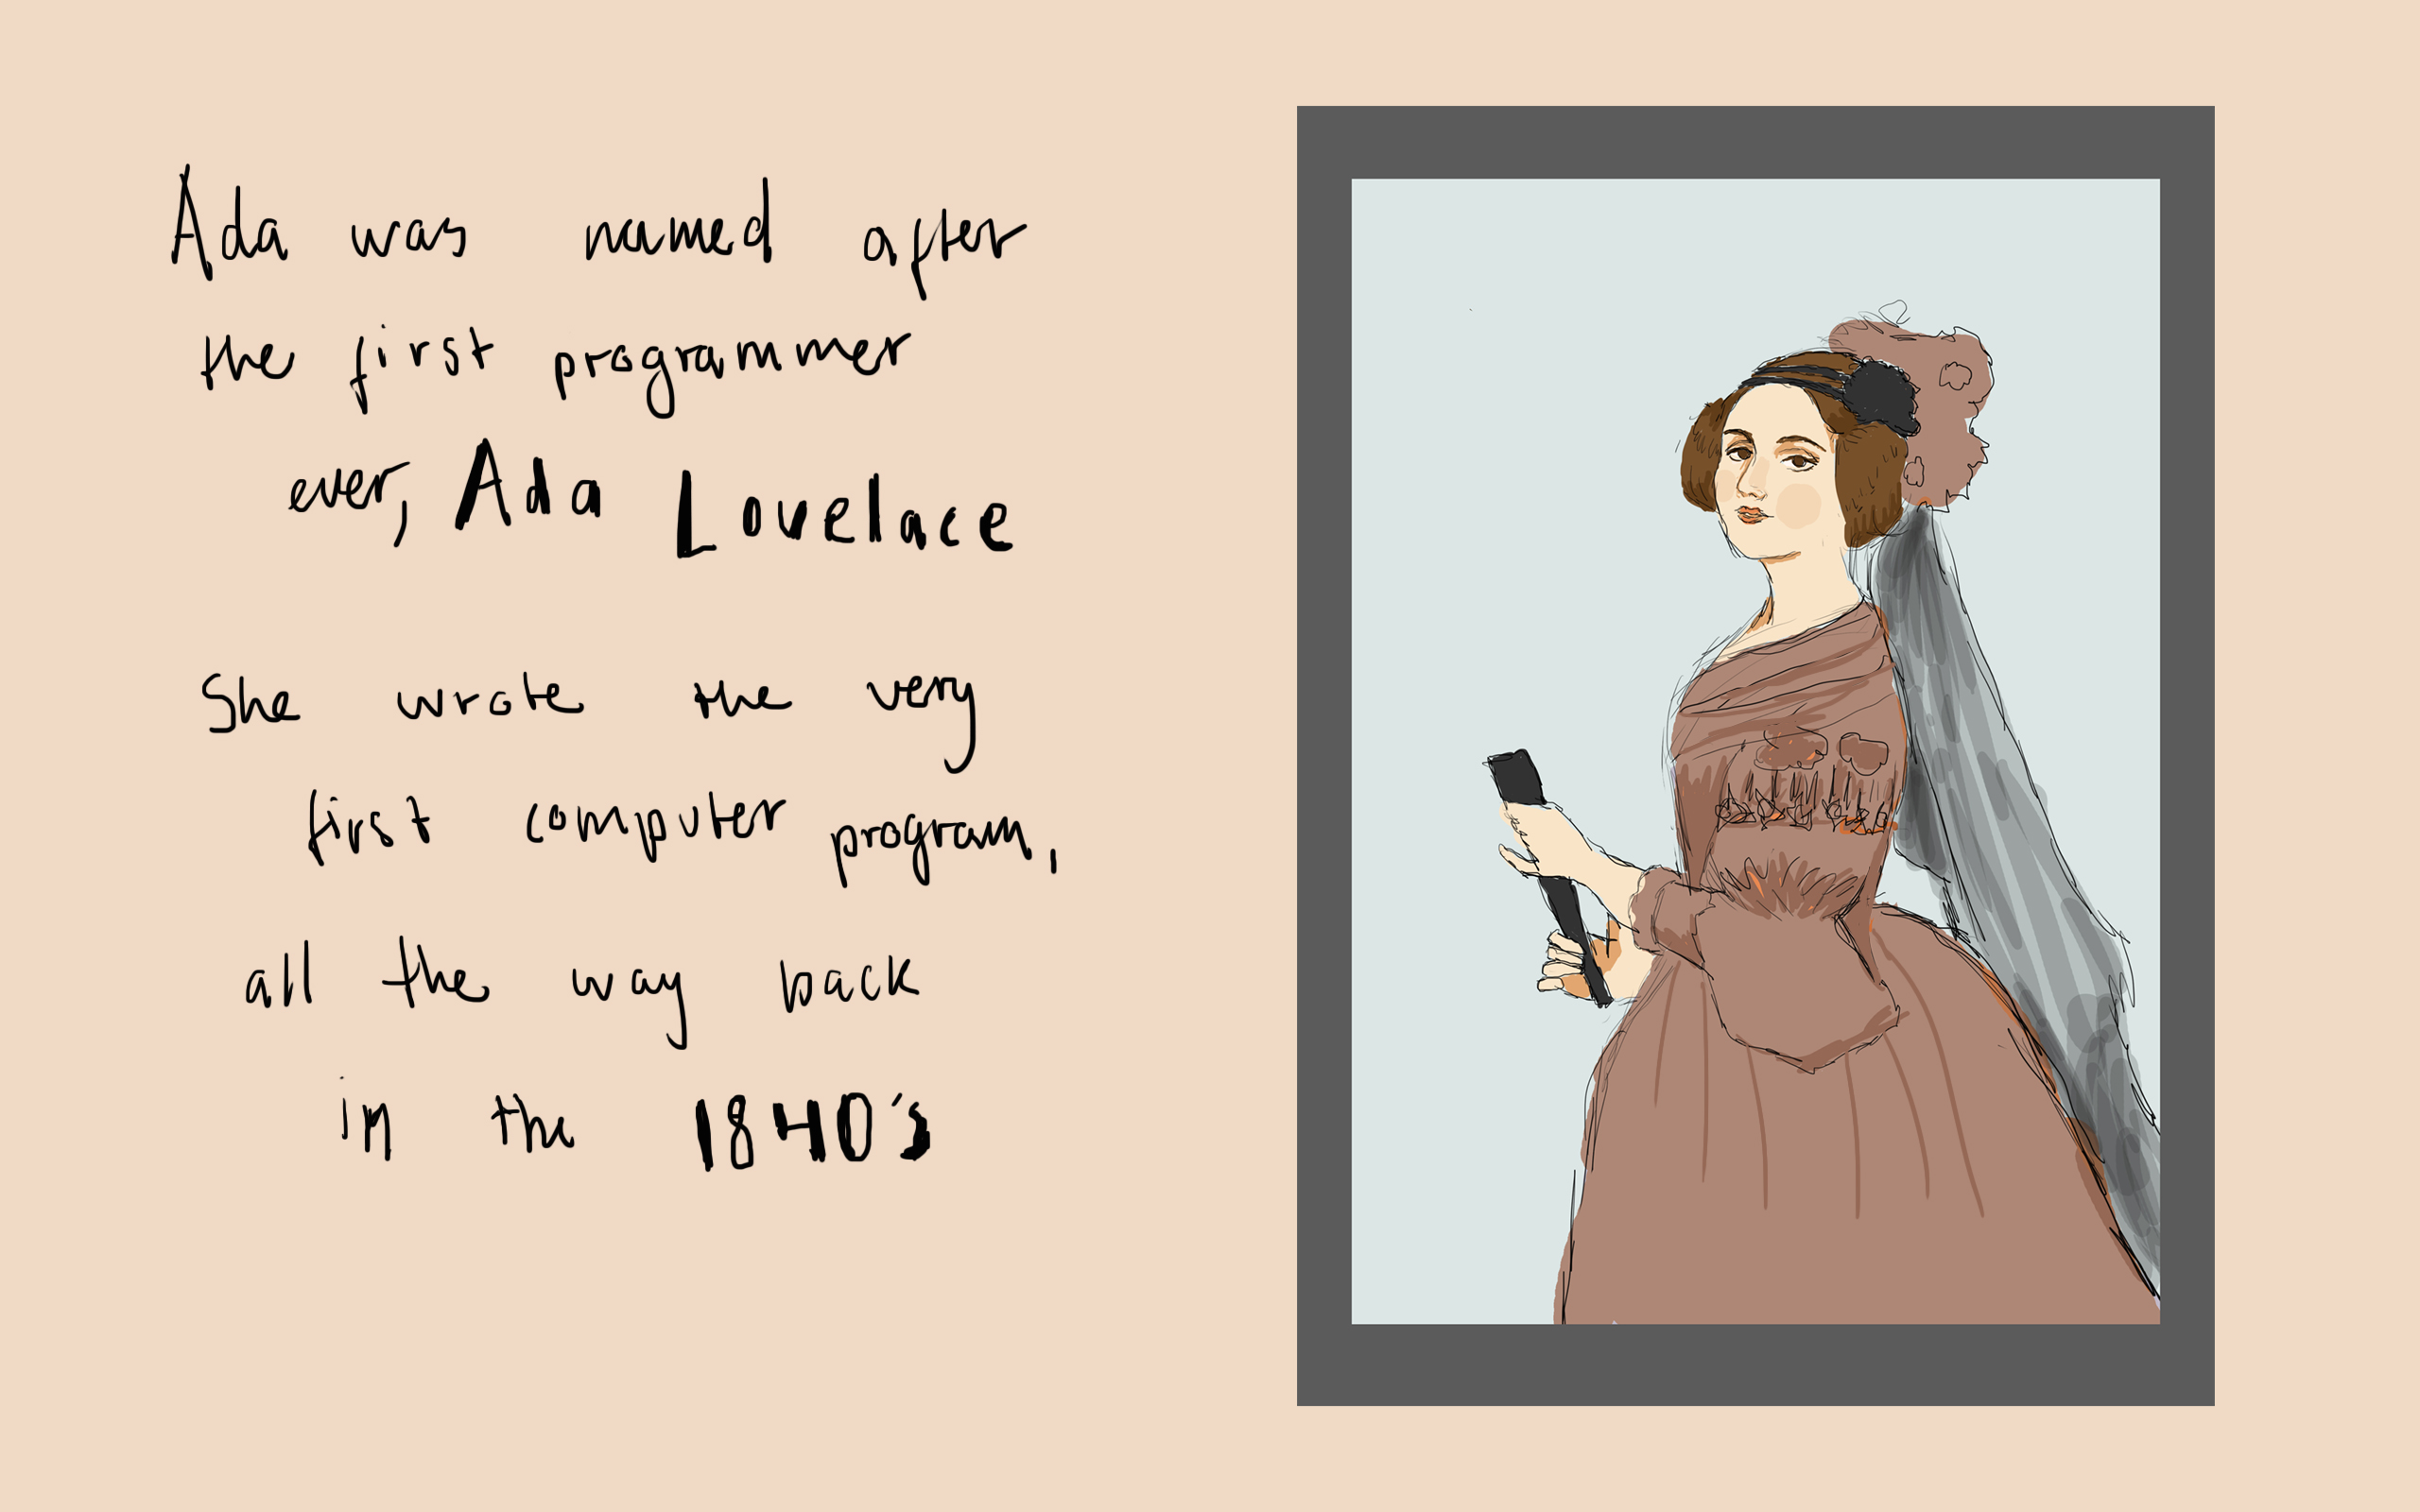 Ada was named after
the first programmer
ever, Ada Lovelace
She wrote the very
first computer program,
all the way back
in the 1840's